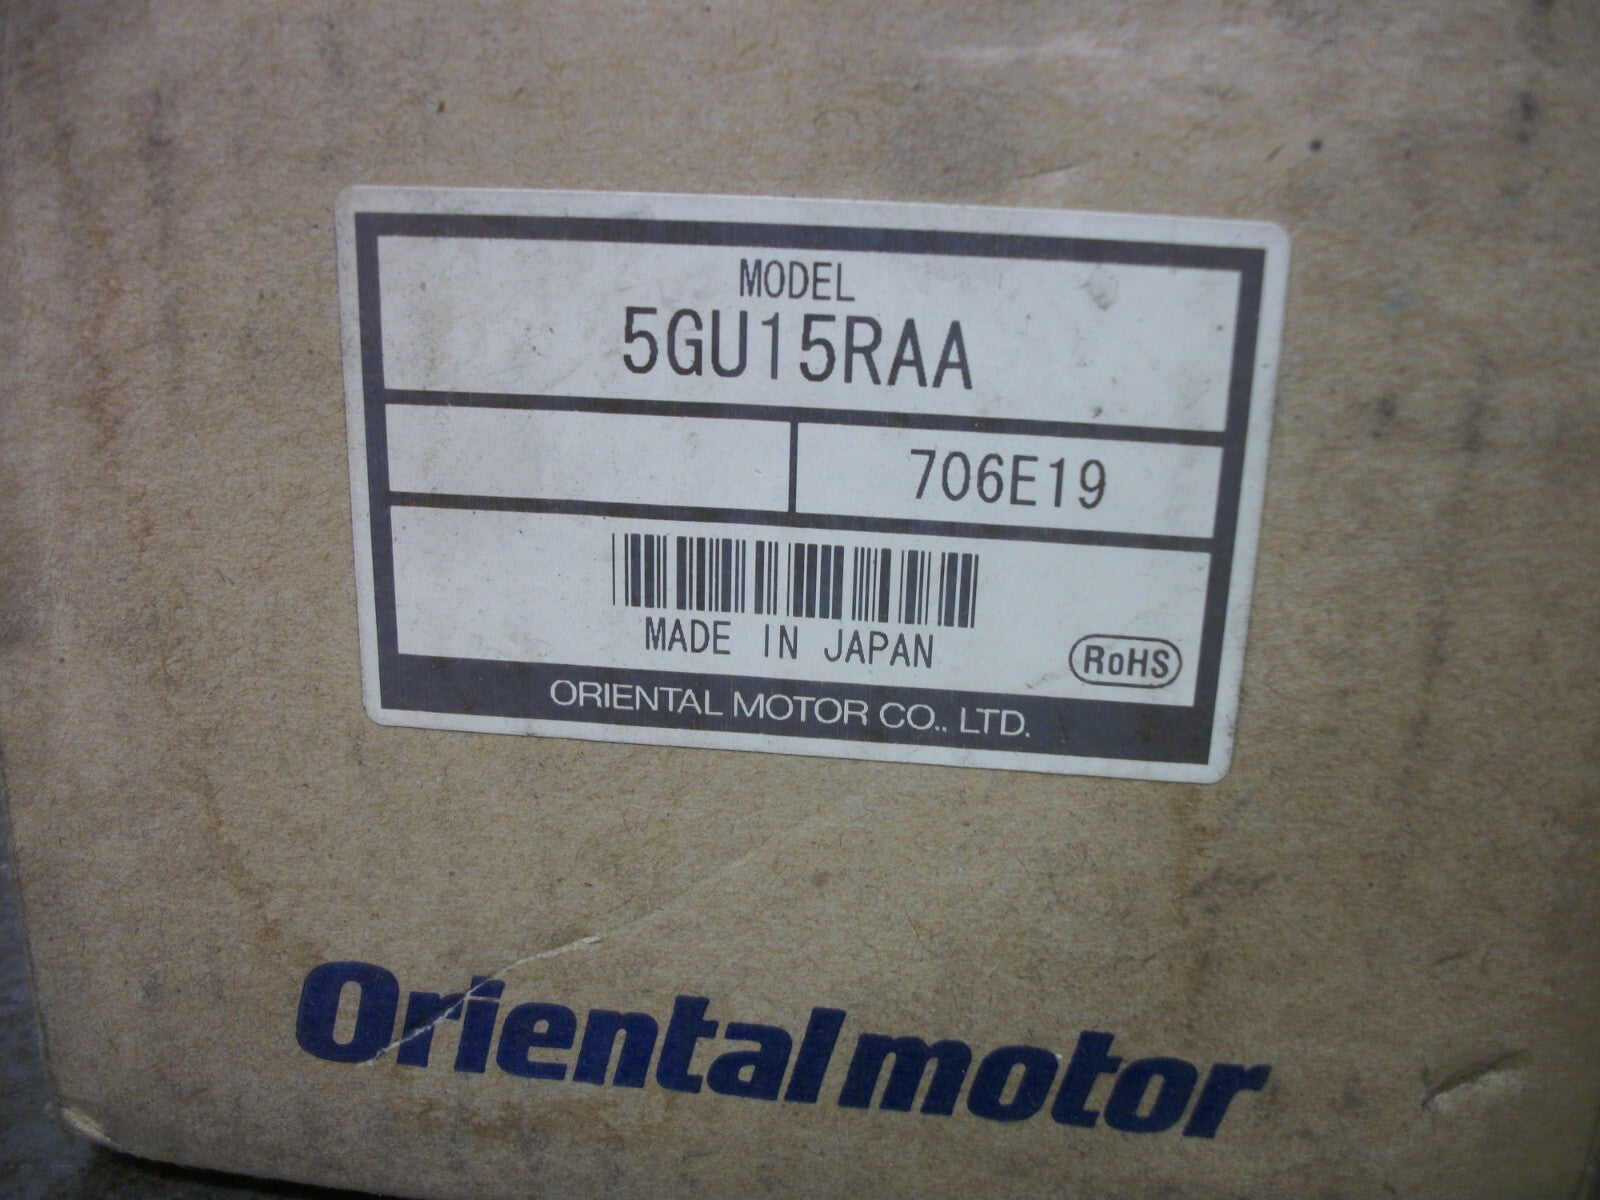 MODEL
5GU15RAA
706E19
MADE IN JAPAN
RoHS
ORIENTAL MOTOR CO., LTD.
Orientalmotor